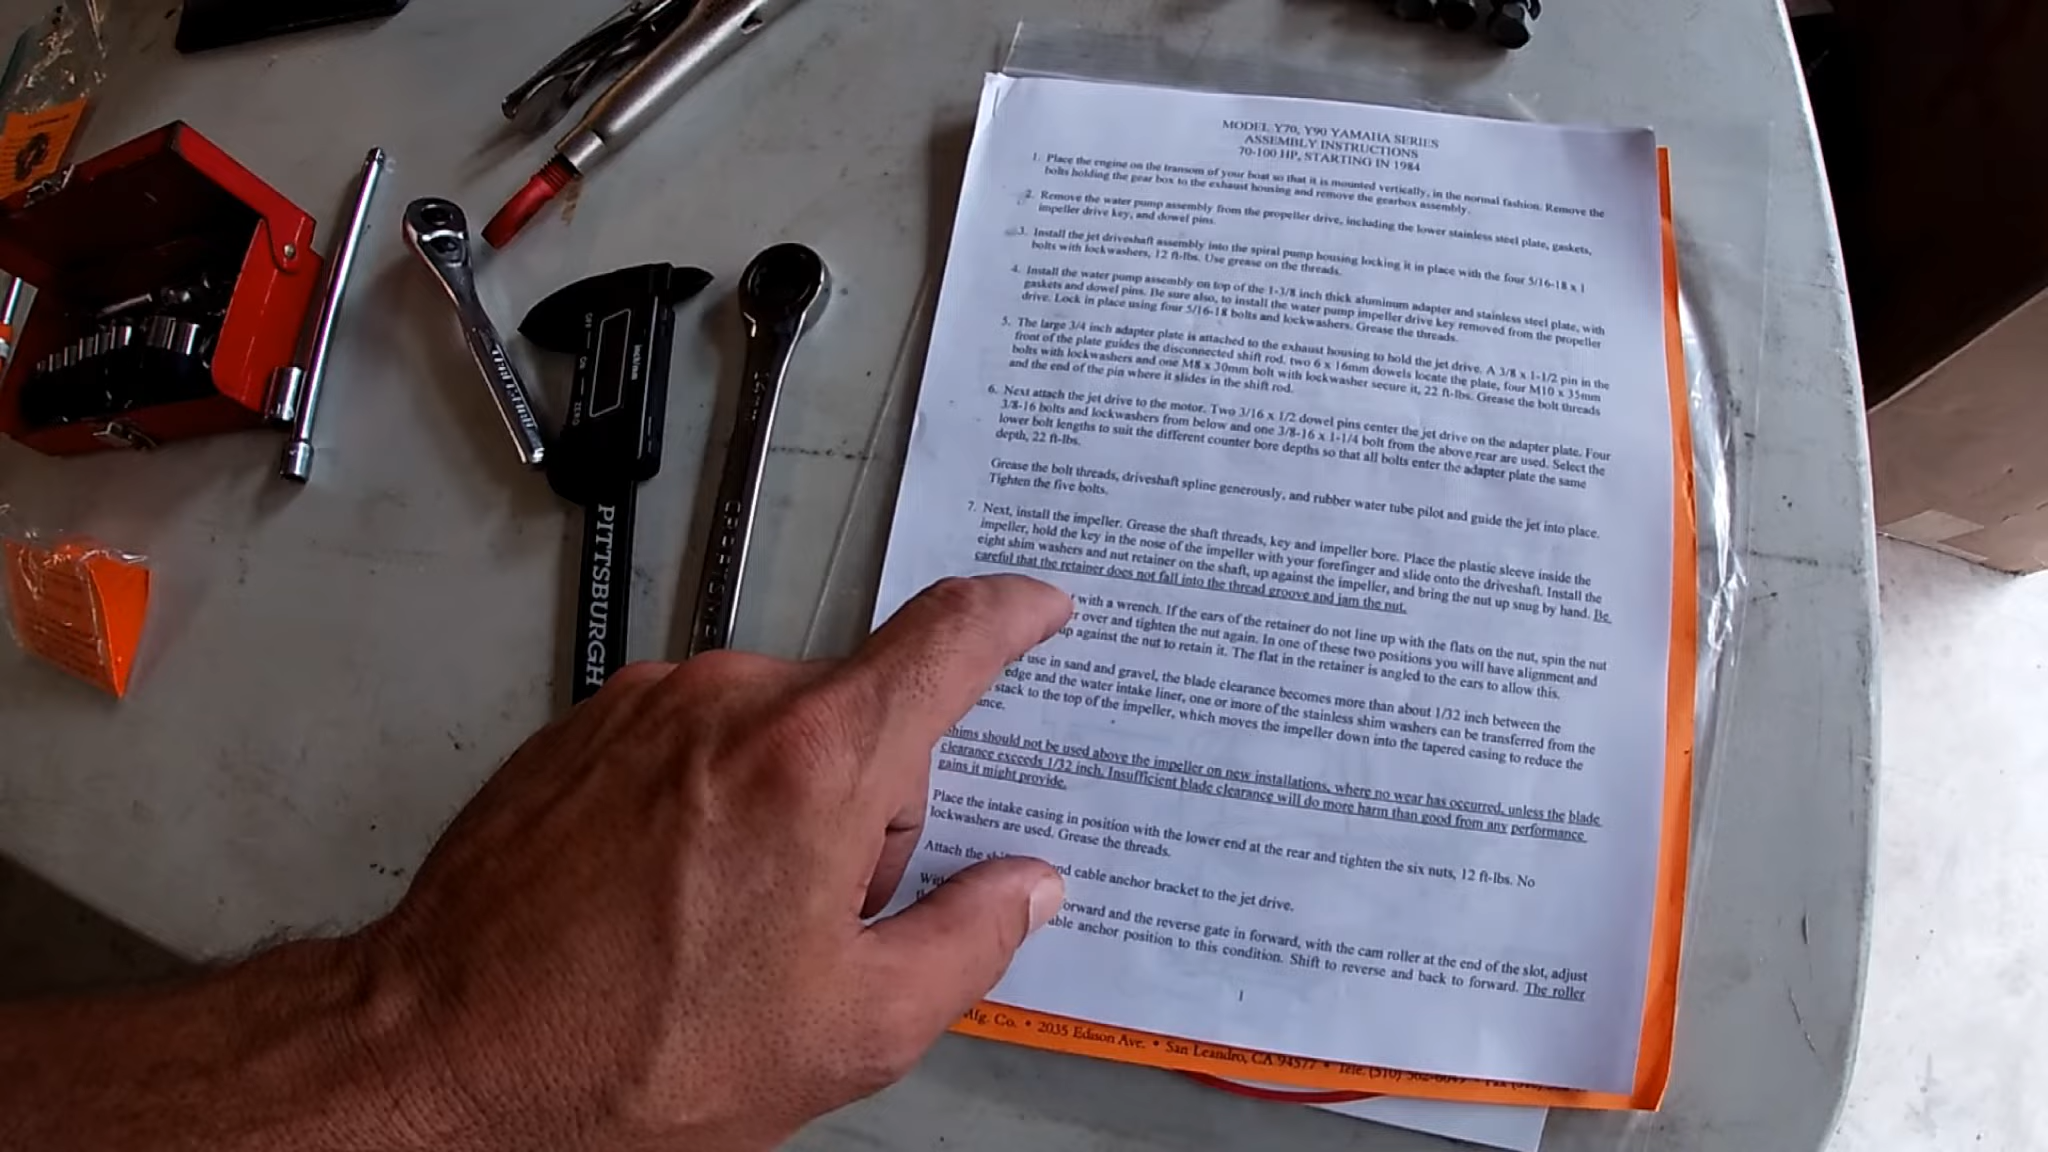 MODEL Y70, Y90 YAMAHA SERIES
ASSEMBLY INSTRUCTIONS
70-100 HP, STARTING IN 1984
1. Place the engine on the transom of your boat so that it is mounted vertically, in the normal fashion. Remove the
bolts holding the gear box to the exhaust housing and remove the gearbox assembly.
2. Remove the water pump assembly from the propeller drive, including the lower stainless steel plate, gaskets,
impeller drive key, and dowel pins.
3. Install the jet driveshaft assembly into the spiral pump housing locking it in place with the four 5/16-18 x 1
bolts with lockwashers, 12 ft-lbs. Use grease on the threads.
4. Install the water pump assembly on top of the 1-3/8 inch thick aluminum adapter and stainless steel plate, with
gaskets and dowel pins. Be sure also, to install the water pump impeller drive key removed from the propeller
drive. Lock in place using four 5/16-18 bolts and lockwashers. Grease the threads.
5. The large 3/4 inch adapter plate is attached to the exhaust housing to hold the jet drive. A 3/8 x 1-1/2 pin in the
front of the plate guides the disconnected shift rod, two 6 x 16mm dowels locate the plate, four M10 x 35mm
bolts with lockwashers and one M8 x 30mm bolt with lockwasher secure it, 22 ft-lbs. Grease the bolt threads
and the end of the pin where it slides in the shift rod.
6. Next attach the jet drive to the motor. Two 3/16 x 1/2 dowel pins center the jet drive on the adapter plate. Four
3/8-16 bolts and lockwashers from below and one 3/8-16 x 1-1/4 bolt from the above rear are used. Select the
lower bolt lengths to suit the different counter bore depths so that all bolts enter the adapter plate the same
depth, 22 ft-lbs.
Grease the bolt threads, driveshaft spline generously, and rubber water tube pilot and guide the jet into place.
Tighten the five bolts.
7. Next, install the impeller. Grease the shaft threads, key and impeller bore. Place the plastic sleeve inside the
impeller, hold the key in the nose of the impeller with your forefinger and slide onto the driveshaft. Install the
eight shim washers and nut retainer on the shaft, up against the impeller, and bring the nut up snug by hand. Be
careful that the retainer does not fall into the thread groove and jam the nut.
with a wrench. If the ears of the retainer do not line up with the flats on the nut, spin the nut
over and tighten the nut again. In one of these two positions you will have alignment and
up against the nut to retain it. The flat in the retainer is angled to the ears to allow this.
use in sand and gravel, the blade clearance becomes more than about 1/32 inch between the
edge and the water intake liner, one or more of the stainless shim washers can be transferred from the
stack to the top of the impeller, which moves the impeller down into the tapered casing to reduce the
Shims should not be used above the impeller on new installations, where no wear has occurred, unless the blade
clearance exceeds 1/32 inch. Insufficient blade clearance will do more harm than good from any performance
gains it might provide.
Place the intake casing in position with the lower end at the rear and tighten the six nuts, 12 ft-lbs. No
lockwashers are used. Grease the threads.
Attach the and cable anchor bracket to the jet drive.
forward and the reverse gate in forward, with the cam roller at the end of the slot, adjust
anchor position to this condition. Shift to reverse and back to forward. The roller
1
Mfg. Co. • 2035 Edison Ave. • San Leandro, CA 94577 • Tele. (510)
PITTSBURGH
inch/mm
OFF
ON
ZERO